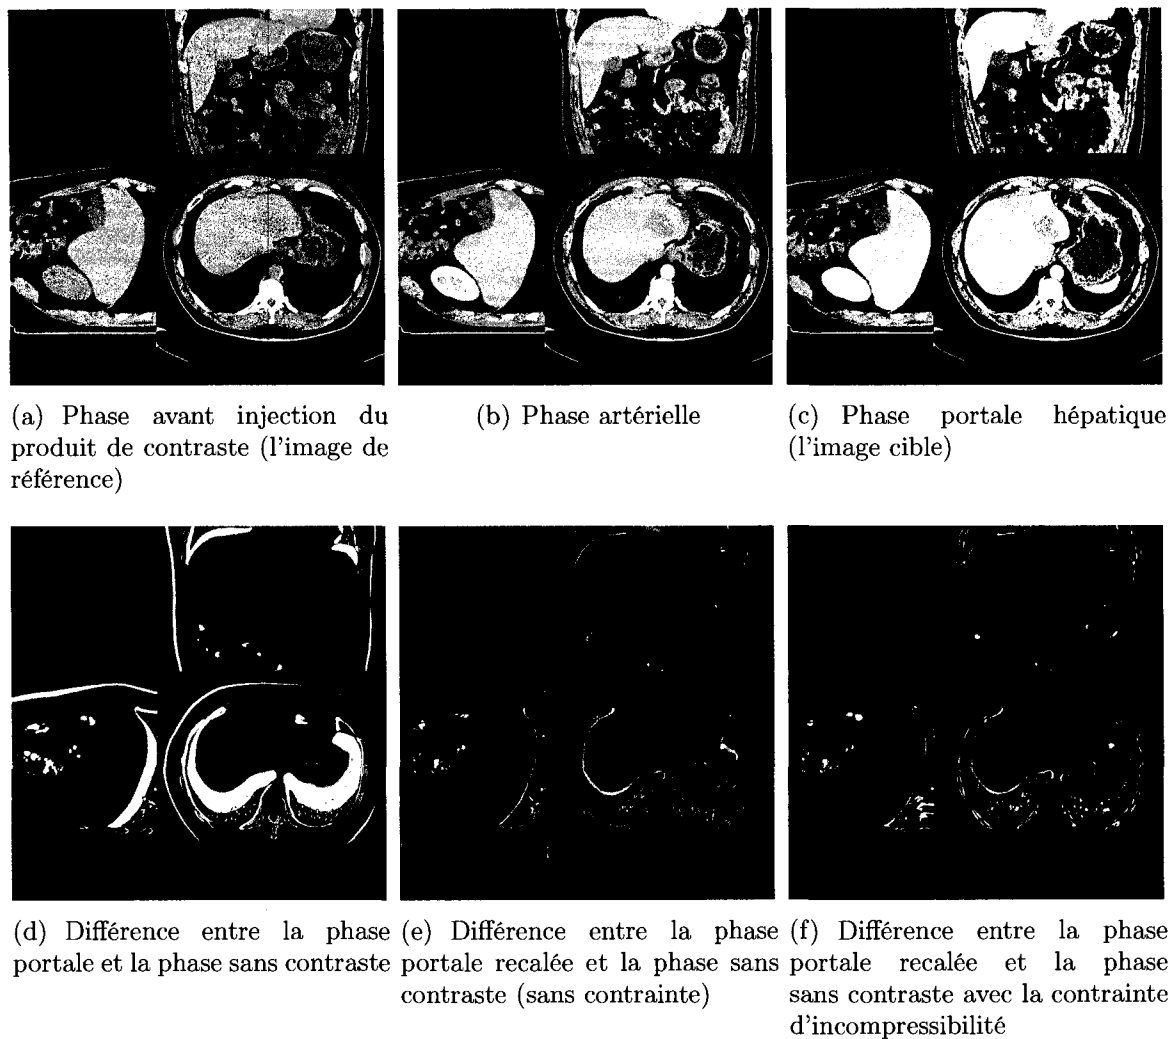 (a) Phase avant injection du
produit de contraste (l'image de
référence)
(b) Phase artérielle
(c) Phase portale hépatique
(l'image cible)
(d) Différence entre la phase
portale et la phase sans contraste
(e) Différence entre la phase
portale recalée et la phase sans
contraste (sans contrainte)
(f) Différence entre la phase
portale recalée et la phase
sans contraste avec la contrainte
d'incompressibilité